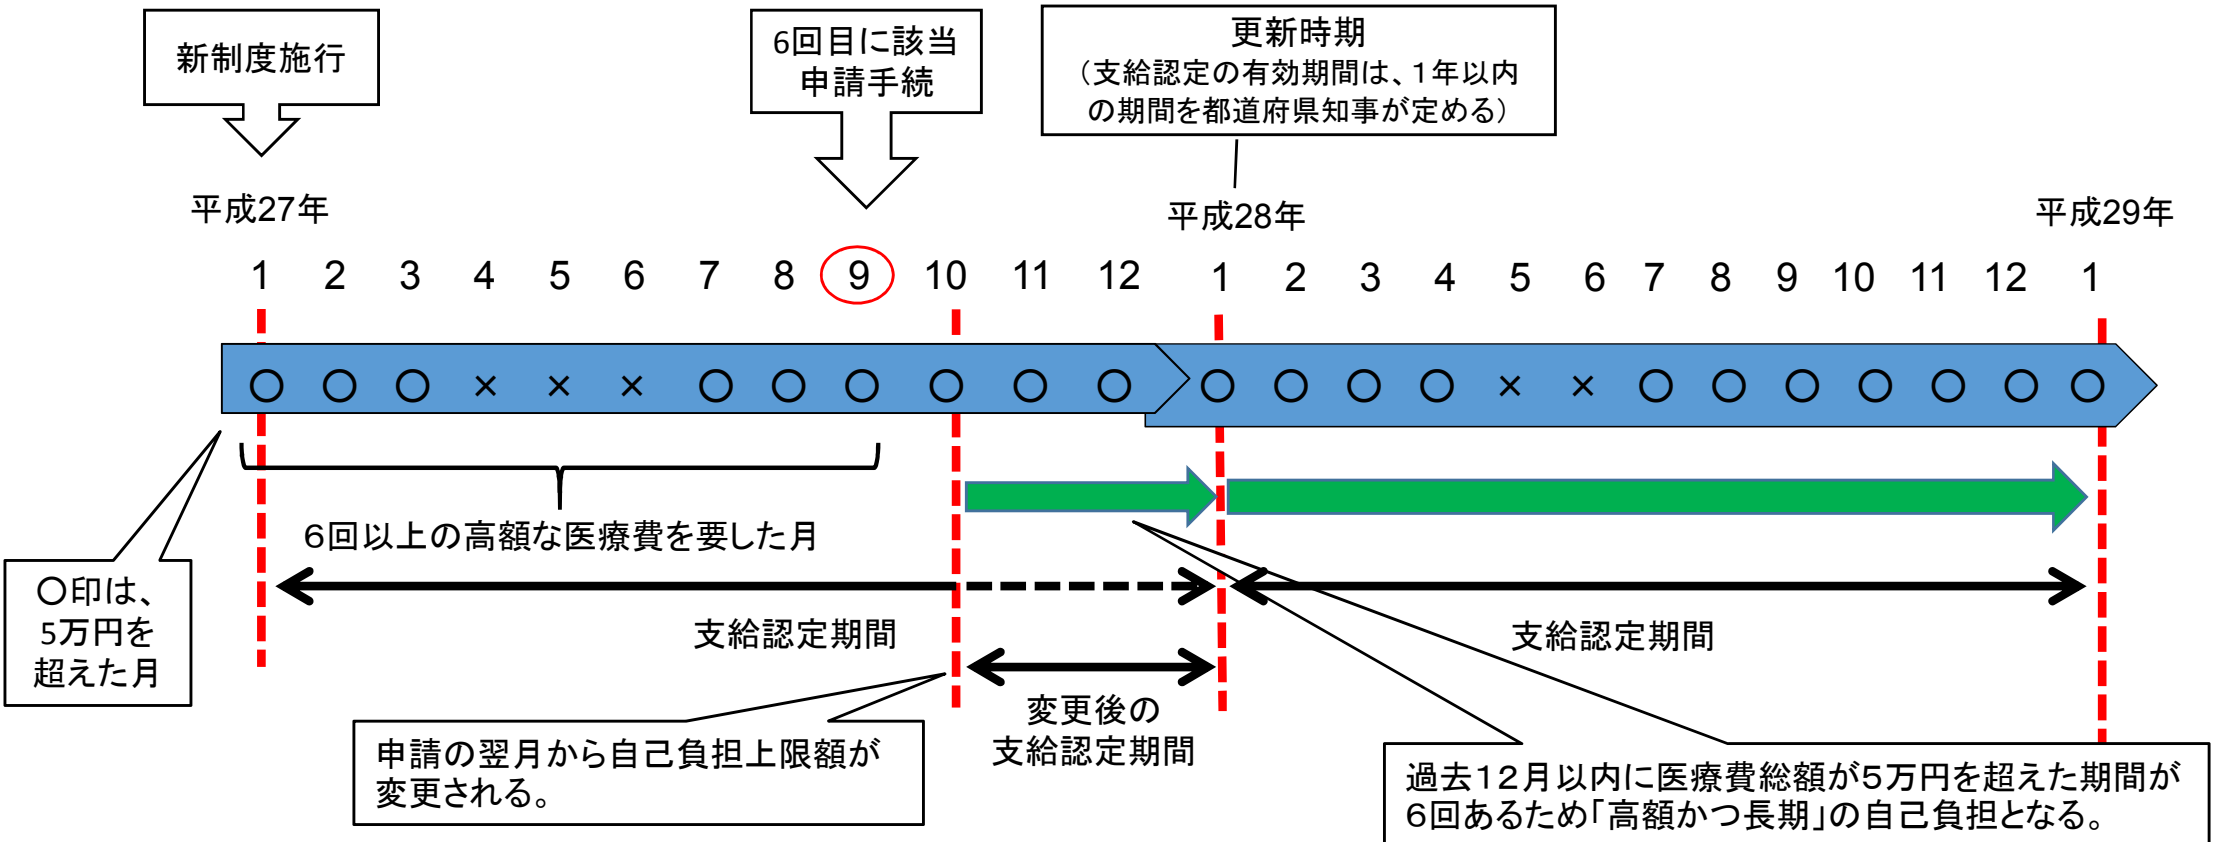 新制度施行
6回目に該当
申請手続
更新時期
（支給認定の有効期間は、１年以内
の期間を都道府県知事が定める）
平成27年
平成28年
平成29年
1 2 3 4 5 6 7 8 9 10 11 12 1 2 3 4 5 6 7 8 9 10 11 12 1
○ ○ ○ × × × ○ ○ ○ ○ ○ ○ ○ ○ ○ ○ × × ○ ○ ○ ○ ○ ○ ○
６回以上の高額な医療費を要した月
○印は、
5万円を
超えた月
支給認定期間
支給認定期間
変更後の
支給認定期間
申請の翌月から自己負担上限額が
変更される。
過去１２月以内に医療費総額が５万円を超えた期間が
６回あるため「高額かつ長期」の自己負担となる。